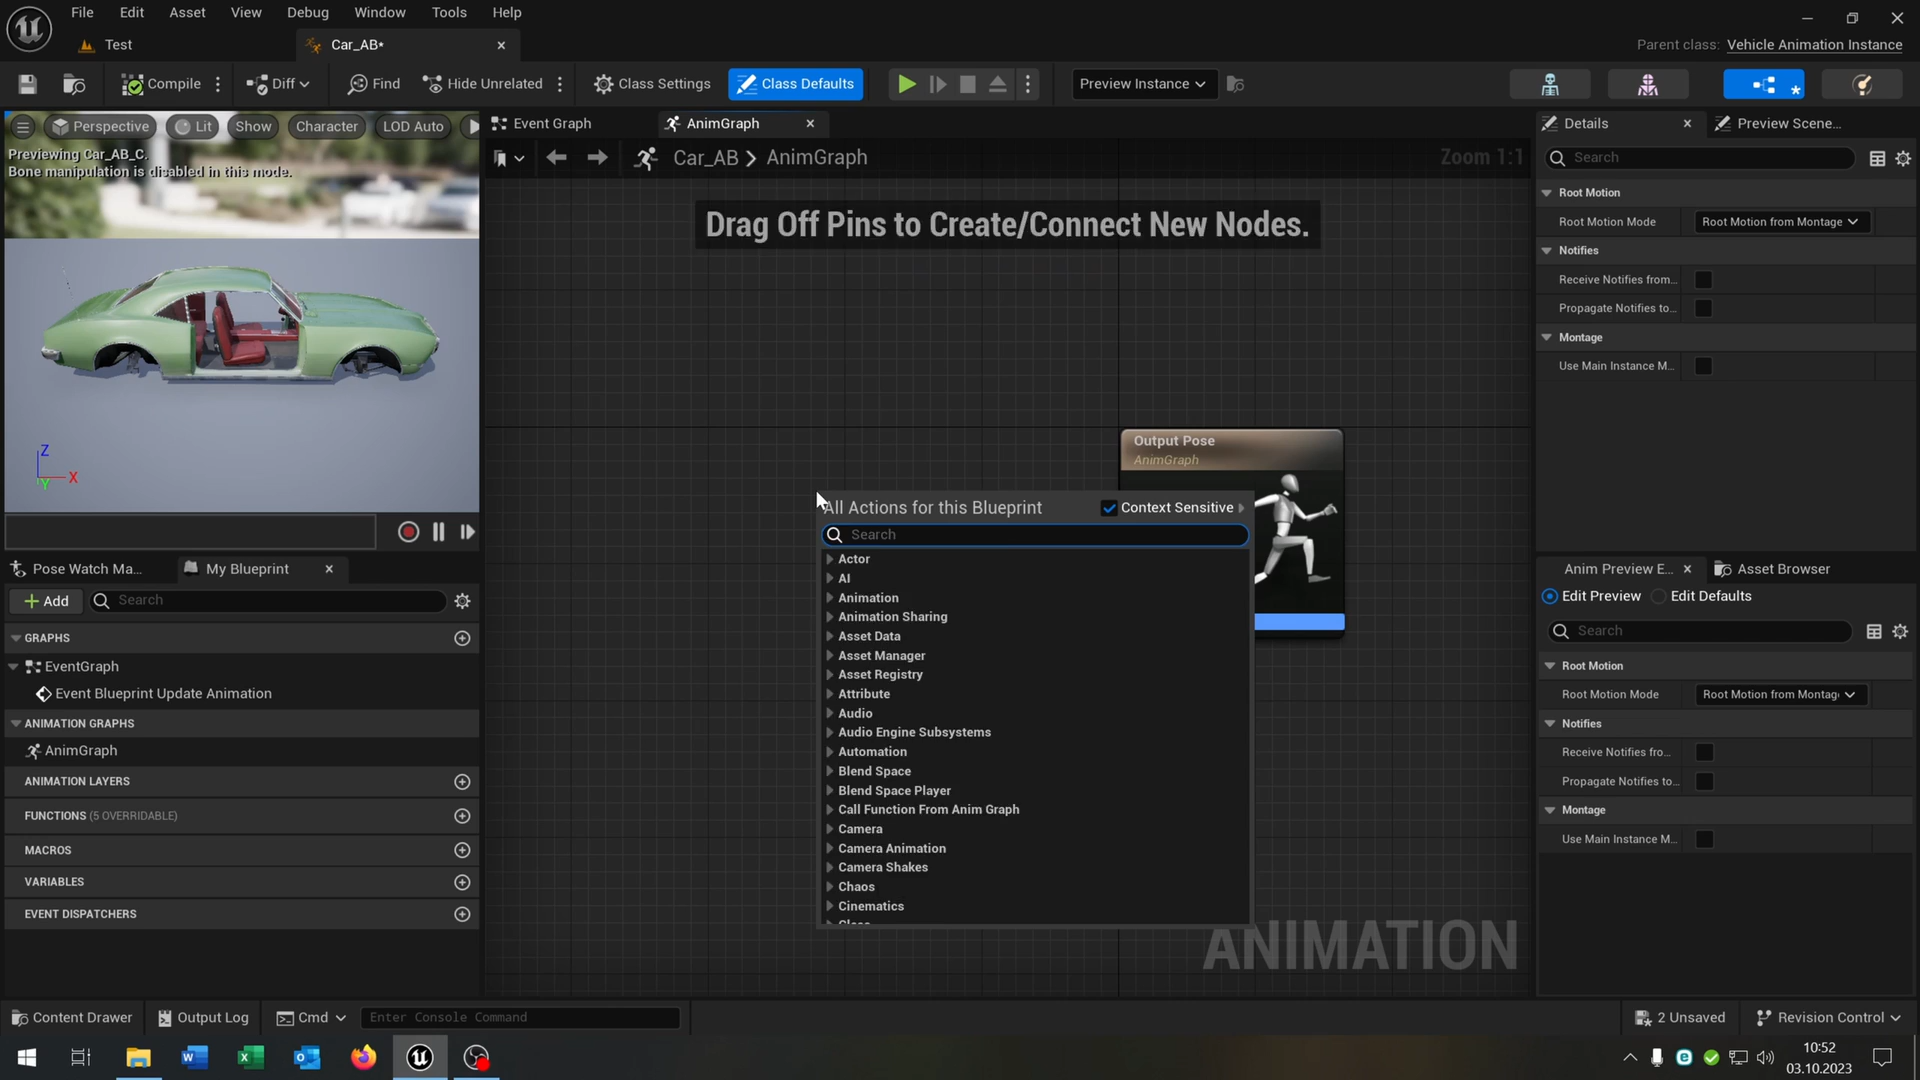 File Edit View Asset Debug Window Tools Help
Test
Car_AB*
Parent class: Vehicle Animation Instance
Compile
Diff
Find
Hide Unrelated
Class Settings
Class Defaults
Preview Instance
Perspective
Lit
Show
Character
LOD Auto
Previewing Car_AB_C.
Bone manipulation is disabled in this mode.
Z
X
Y
Event Graph
AnimGraph
Car_AB > AnimGraph
Zoom 1:1
Drag Off Pins to Create/Connect New Nodes.
Output Pose
AnimGraph
All Actions for this Blueprint
Context Sensitive
Search
Actor
AI
Animation
Animation Sharing
Asset Data
Asset Manager
Asset Registry
Attribute
Audio
Audio Engine Subsystems
Automation
Blend Space
Blend Space Player
Call Function From Anim Graph
Camera
Camera Animation
Camera Shakes
Chaos
Cinematics
ANIMATION
Pose Watch Ma...
My Blueprint
Add
Search
GRAPHS
EventGraph
Event Blueprint Update Animation
ANIMATION GRAPHS
AnimGraph
ANIMATION LAYERS
FUNCTIONS (5 OVERRIDABLE)
MACROS
VARIABLES
EVENT DISPATCHERS
Details
Preview Scene...
Search
Root Motion
Root Motion Mode
Root Motion from Montage
Notifies
Receive Notifies from...
Propagate Notifies to...
Montage
Use Main Instance M...
Anim Preview E...
Asset Browser
Edit Preview
Edit Defaults
Search
Root Motion
Root Motion Mode
Root Motion from Montag
Notifies
Receive Notifies fro...
Propagate Notifies to...
Montage
Use Main Instance M...
Content Drawer
Output Log
Cmd
Enter Console Command
2 Unsaved
Revision Control
10:52
03.10.2023